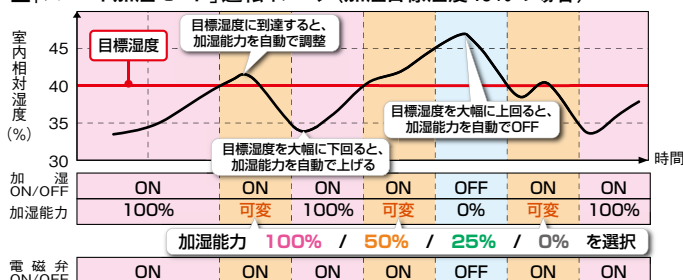 目標湿度に到達すると、
加湿能力を自動で調整
室内相対湿度
(%)
目標湿度
45
40
35
30
目標湿度を大幅に上回ると、
加湿能力を自動でOFF
目標湿度を大幅に下回ると、
加湿能力を自動で上げる
時間
加湿
ON/OFF
ON ON ON ON OFF ON ON
加湿能力 100% 可変 100% 可変 0% 可変 100%
加湿能力 100% / 50% / 25% / 0% を選択
電磁弁
ON/OFF
ON ON ON ON OFF ON ON